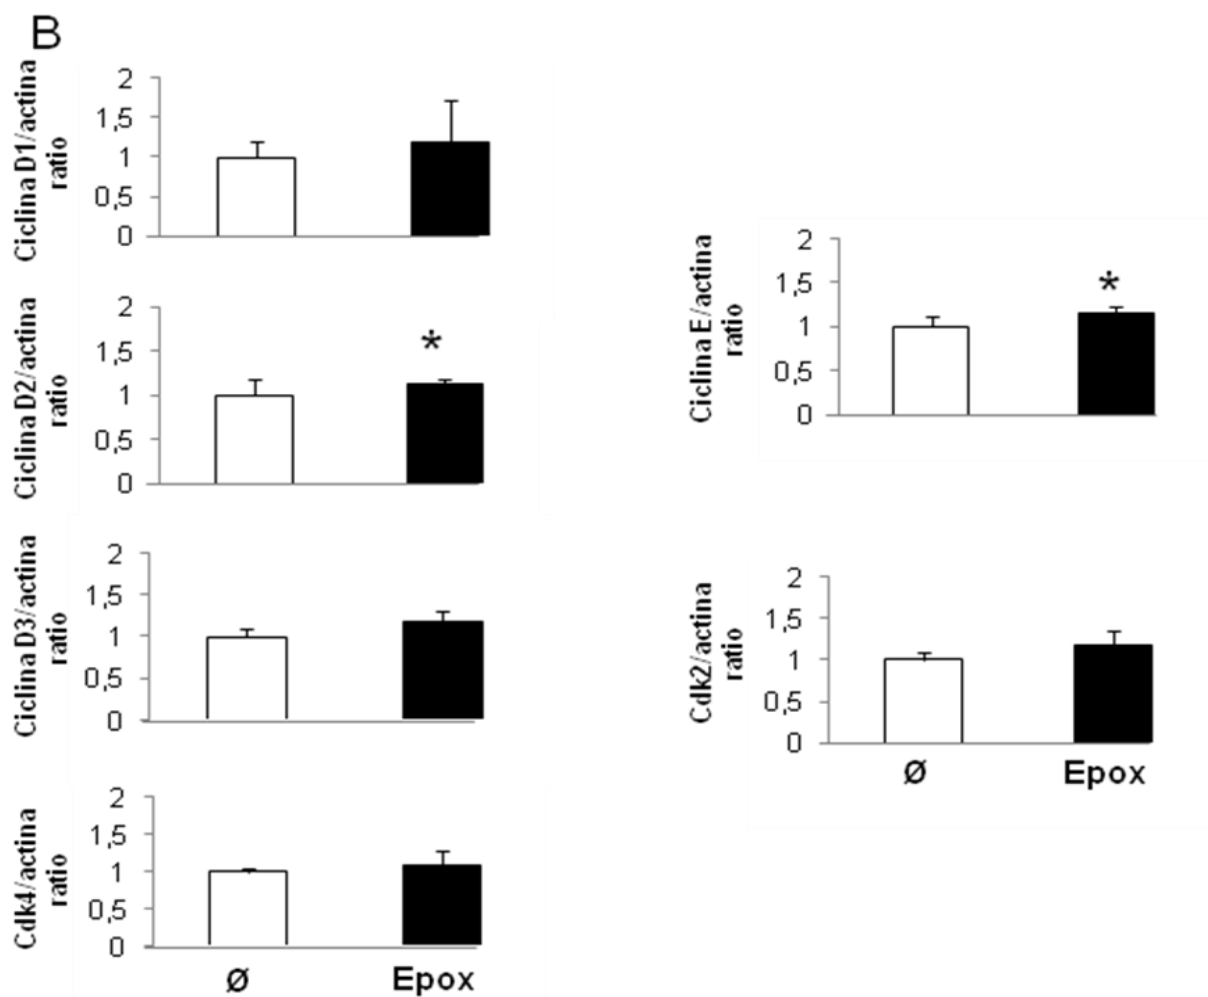 B
Ciclina D1/actina
ratio
2
1,5
1
0,5
0
Ciclina D2/actina
ratio
2
1,5
1
0,5
0
*
Ciclina D3/actina
ratio
2
1,5
1
0,5
0
Cdk4/actina
ratio
2
1,5
1
0,5
0
Ø Epox
Ciclina E/actina
ratio
2
1,5
1
0,5
0
*
Cdk2/actina
ratio
2
1,5
1
0,5
0
Ø Epox